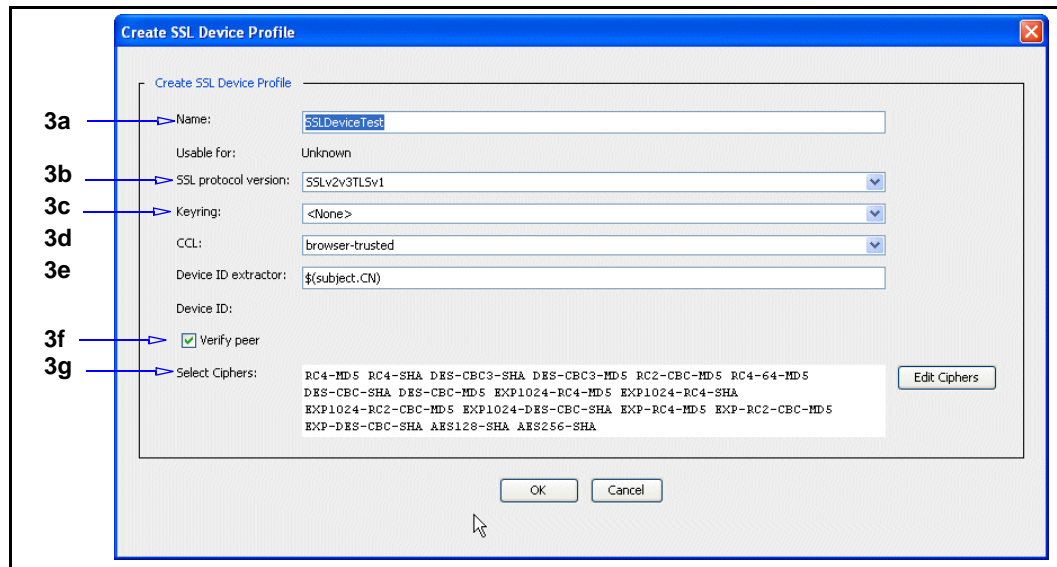 Create SSL Device Profile
Create SSL Device Profile
3a Name: SSLDeviceTest
Usable for: Unknown
3b SSL protocol version: SSLv2v3TLSv1
3c Keyring: <None>
3d CCL: browser-trusted
3e Device ID extractor: $(subject.CN)
Device ID:
3f Verify peer
3g Select Ciphers: RC4-MD5 RC4-SHA DES-CBC3-SHA DES-CBC3-MD5 RC2-CBC-MD5 RC4-64-MD5 Edit Ciphers
DES-CBC-SHA DES-CBC-MD5 EXP1024-RC4-MD5 EXP1024-RC4-SHA
EXP1024-RC2-CBC-MD5 EXP1024-DES-CBC-SHA EXP-RC4-MD5 EXP-RC2-CBC-MD5
EXP-DES-CBC-SHA AES128-SHA AES256-SHA
OK Cancel